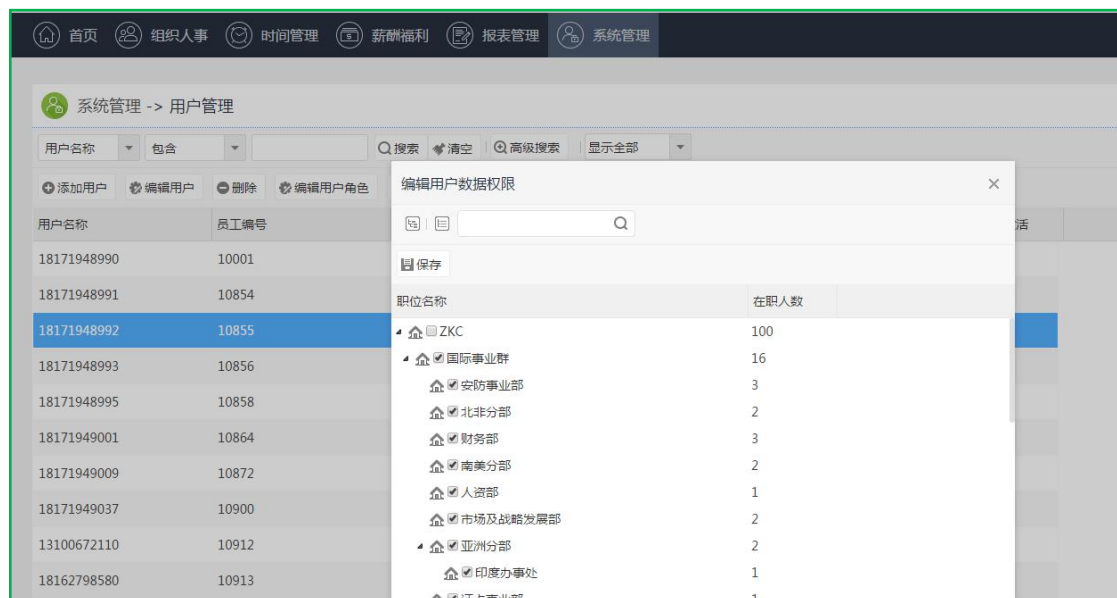 首页 组织人事 时间管理 薪酬福利 报表管理 系统管理
系统管理 -> 用户管理
用户名称 包含 搜索 清空 高级搜索 显示全部
添加用户 编辑用户 删除 编辑用户角色
用户名称 员工编号 活
18171948990 10001
18171948991 10854
18171948992 10855
18171948993 10856
18171948995 10858
18171949001 10864
18171949009 10872
18171949037 10900
13100672110 10912
18162798580 10913
编辑用户数据权限
保存
职位名称 在职人数
ZKC 100
国际事业群 16
安防事业部 3
北非分部 2
财务部 3
南美分部 2
人资部 1
市场及战略发展部 2
亚洲分部 2
印度办事处 1